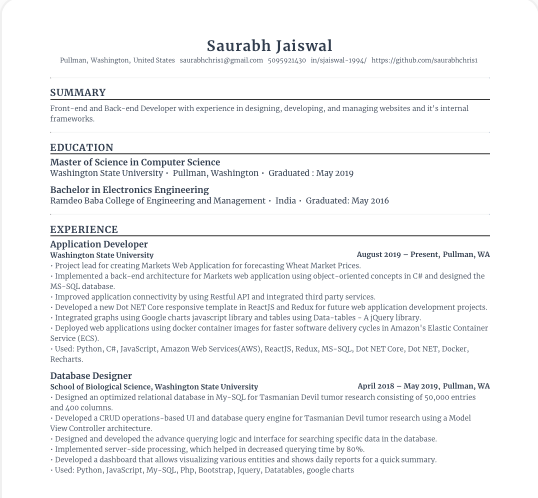 Saurabh Jaiswal
Pullman, Washington, United States saurabhchris1@gmail.com 5095921430 in/sjaiswal-1994/ https://github.com/saurabhchris1
SUMMARY
Front-end and Back-end Developer with experience in designing, developing, and managing websites and it's internal
frameworks.
EDUCATION
Master of Science in Computer Science
Washington State University • Pullman, Washington • Graduated : May 2019
Bachelor in Electronics Engineering
Ramdeo Baba College of Engineering and Management • India • Graduated: May 2016
EXPERIENCE
Application Developer
Washington State University August 2019 – Present, Pullman, WA
• Project lead for creating Markets Web Application for forecasting Wheat Market Prices.
• Implemented a back-end architecture for Markets web application using object-oriented concepts in C# and designed the
MS-SQL database.
• Improved application connectivity by using Restful API and integrated third party services.
• Developed a new Dot NET Core responsive template in ReactJS and Redux for future web application development projects.
• Integrated graphs using Google charts javascript library and tables using Data-tables - A jQuery library.
• Deployed web applications using docker container images for faster software delivery cycles in Amazon's Elastic Container
Service (ECS).
• Used: Python, C#, JavaScript, Amazon Web Services(AWS), ReactJS, Redux, MS-SQL, Dot NET Core, Dot NET, Docker,
Recharts.
Database Designer
School of Biological Science, Washington State University April 2018 – May 2019, Pullman, WA
• Designed an optimized relational database in My-SQL for Tasmanian Devil tumor research consisting of 50,000 entries
and 400 columns.
• Developed a CRUD operations-based UI and database query engine for Tasmanian Devil tumor research using a Model
View Controller architecture.
• Designed and developed the advance querying logic and interface for searching specific data in the database.
• Implemented server-side processing, which helped in decreased querying time by 80%.
• Developed a dashboard that allows visualizing various entities and shows daily reports for a quick summary.
• Used: Python, JavaScript, My-SQL, Php, Bootstrap, Jquery, Datatables, google charts